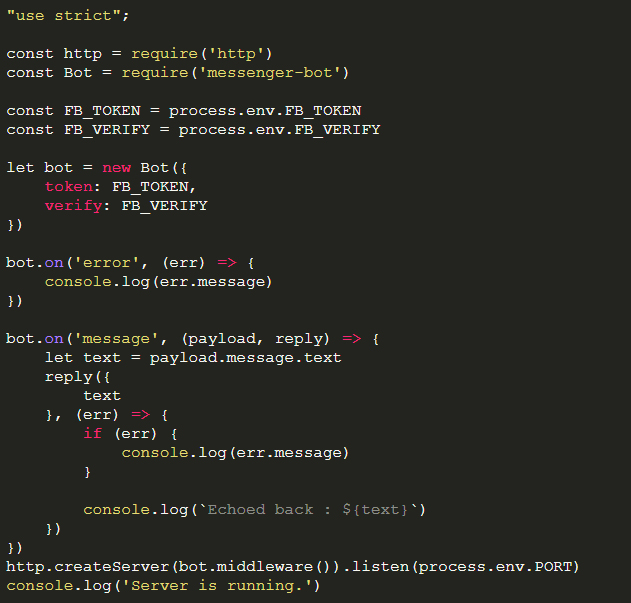 "use strict";

const http = require('http')
const Bot = require('messenger-bot')

const FB_TOKEN = process.env.FB_TOKEN
const FB_VERIFY = process.env.FB_VERIFY

let bot = new Bot({
    token: FB_TOKEN,
    verify: FB_VERIFY
})

bot.on('error', (err) => {
    console.log(err.message)
})

bot.on('message', (payload, reply) => {
    let text = payload.message.text
    reply({
        text
    }, (err) => {
        if (err) {
            console.log(err.message)
        }

        console.log(`Echoed back : ${text}`)
    })
})
http.createServer(bot.middleware()).listen(process.env.PORT)
console.log('Server is running.')